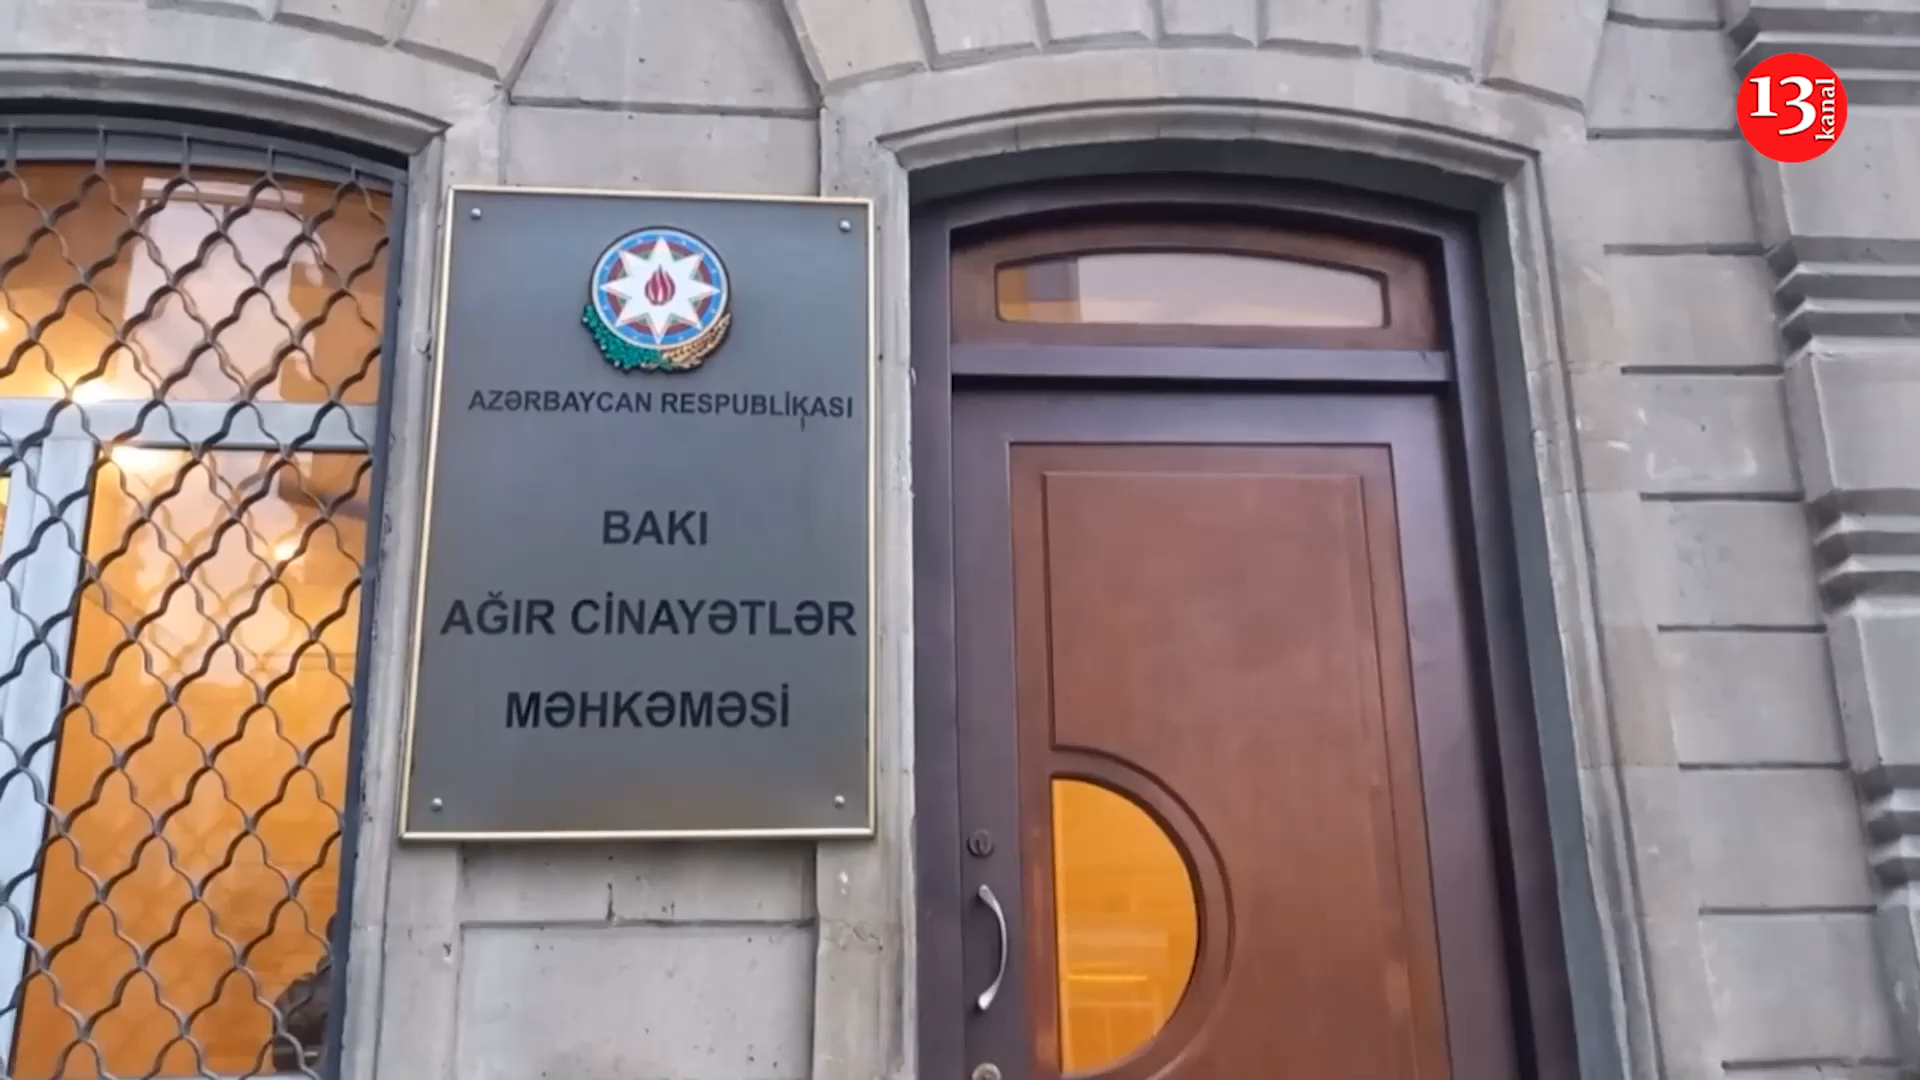 13 kanal
AZƏRBAYCAN RESPUBLİKASI
BAKI
AĞIR CİNAYƏTLƏR
MƏHKƏMƏSİ